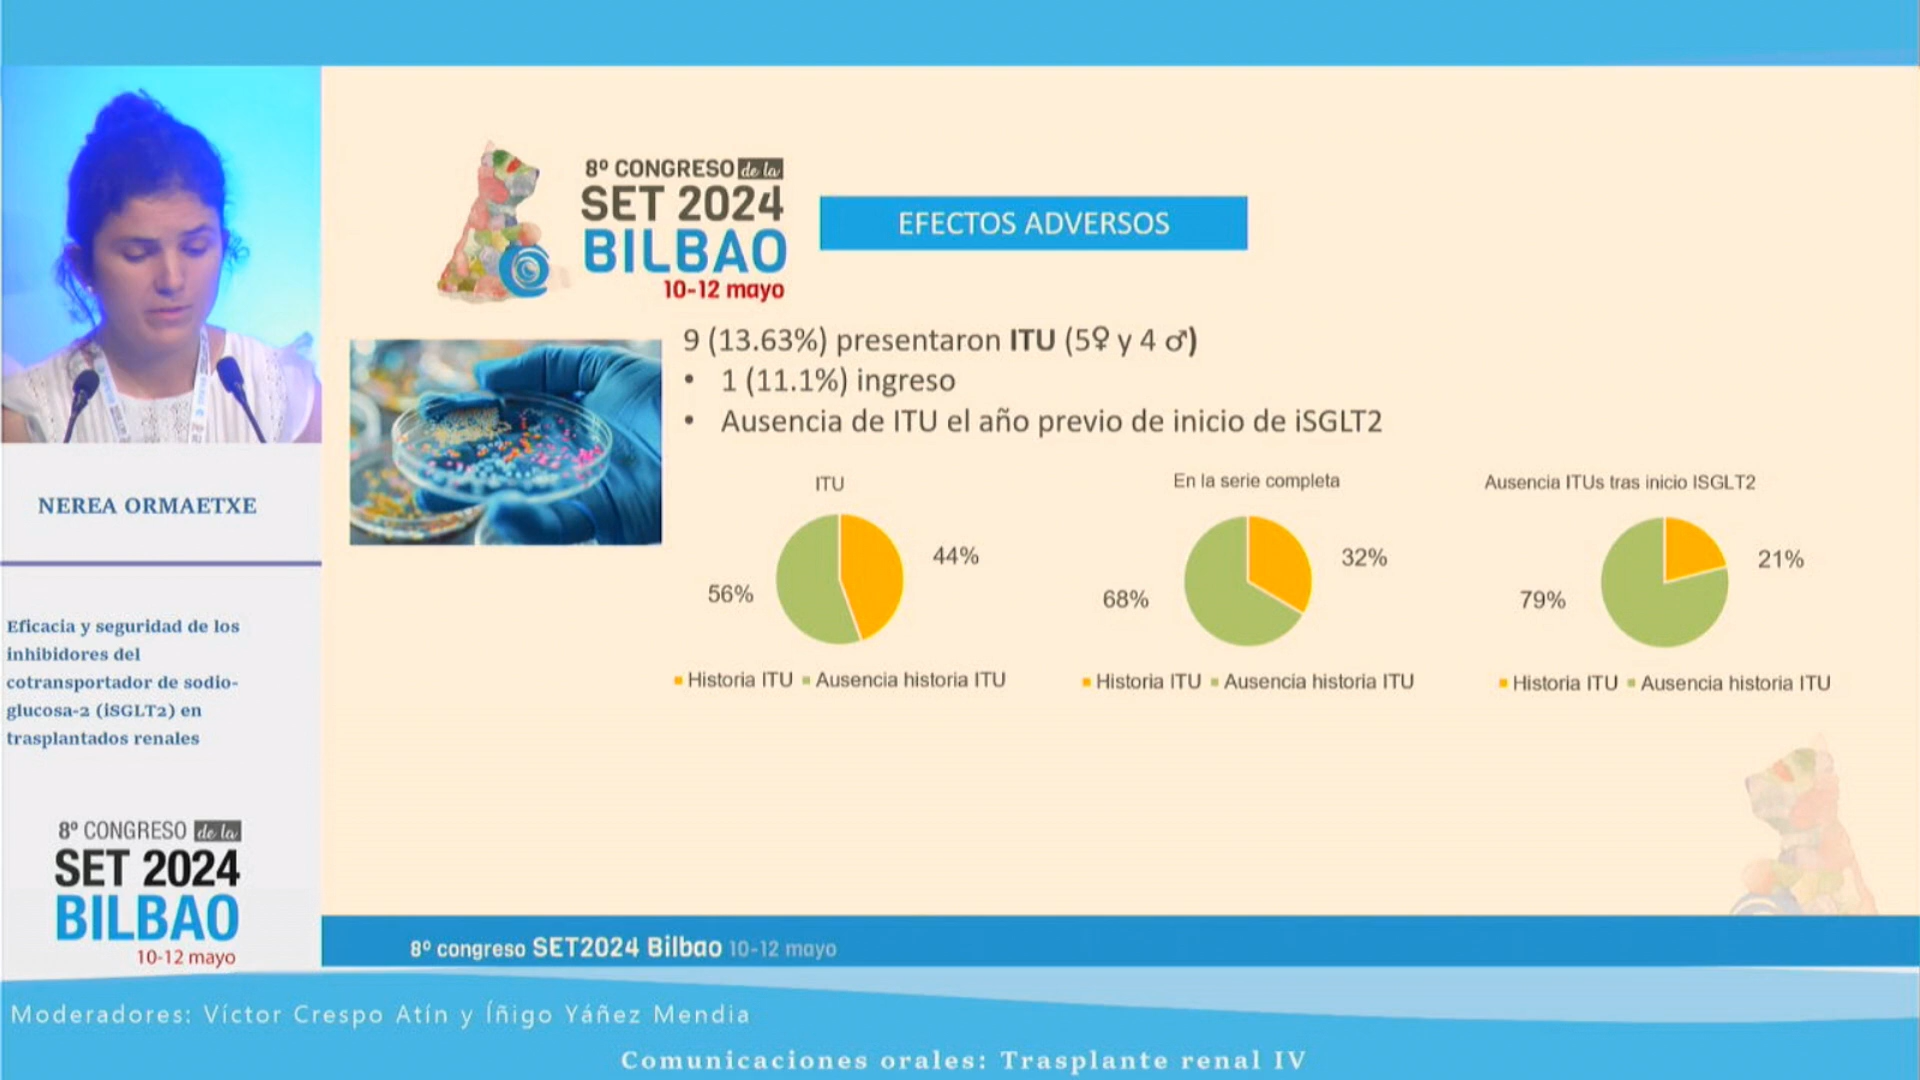 8º CONGRESO de la
SET 2024
BILBAO
10-12 mayo
EFECTOS ADVERSOS
9 (13.63%) presentaron ITU (5♀ y 4 ♂)
• 1 (11.1%) ingreso
• Ausencia de ITU el año previo de inicio de iSGLT2
ITU
44%
56%
Historia ITU Ausencia historia ITU
En la serie completa
32%
68%
Historia ITU Ausencia historia ITU
Ausencia ITUs tras inicio ISGLT2
21%
79%
Historia ITU Ausencia historia ITU
8º congreso SET2024 Bilbao 10-12 mayo
NEREA ORMAETXE
Eficacia y seguridad de los
inhibidores del
cotransportador de sodio-
glucosa-2 (iSGLT2) en
trasplantados renales
8º CONGRESO de la
SET 2024
BILBAO
10-12 mayo
Moderadores: Víctor Crespo Atín y Íñigo Yáñez Mendia
Comunicaciones orales: Trasplante renal IV